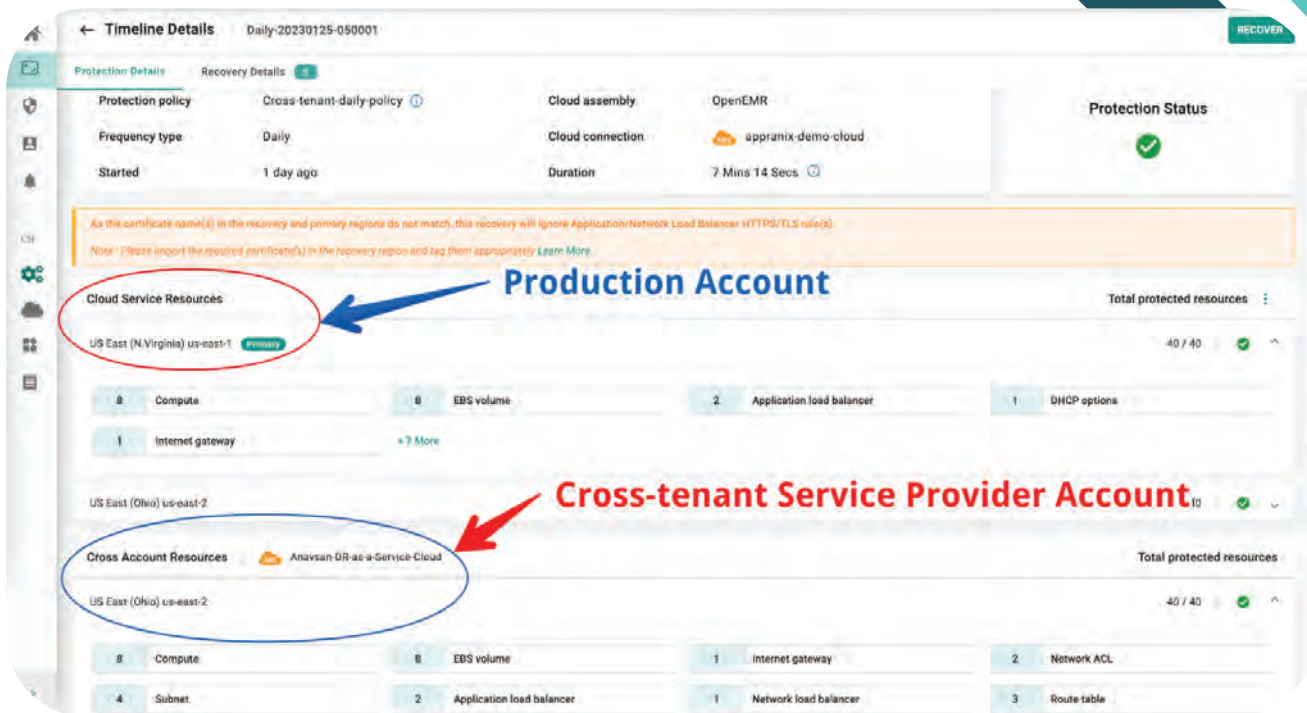 ← Timeline Details Daily-20230125-050001 RECOVER
Protection Details Recovery Details
Protection policy Cross-tenant-daily-policy Cloud assembly OpenEMR Protection Status
Frequency type Daily Cloud connection aws appranix-demo-cloud
Started 1 day ago Duration 7 Mins 14 Secs
As the certificate name(s) in the recovery and primary regions do not match, this recovery will ignore Application/Network Load Balancer HTTPS/TLS rule(s).
Note : Please import the required certificate(s) in the recovery region and tag them appropriately Learn More.
Production Account
Cloud Service Resources Total protected resources
US East (N.Virginia) us-east-1 Primary 40 / 40
8 Compute 8 EBS volume 2 Application load balancer 1 DHCP options
1 Internet gateway +7 More
Cross-tenant Service Provider Account
US East (Ohio) us-east-2
Cross Account Resources aws Anavsan-DR-as-a-Service-Cloud Total protected resources
US East (Ohio) us-east-2 40 / 40
8 Compute 8 EBS volume 1 Internet gateway 2 Network ACL
4 Subnet 2 Application load balancer 1 Network load balancer 3 Route table